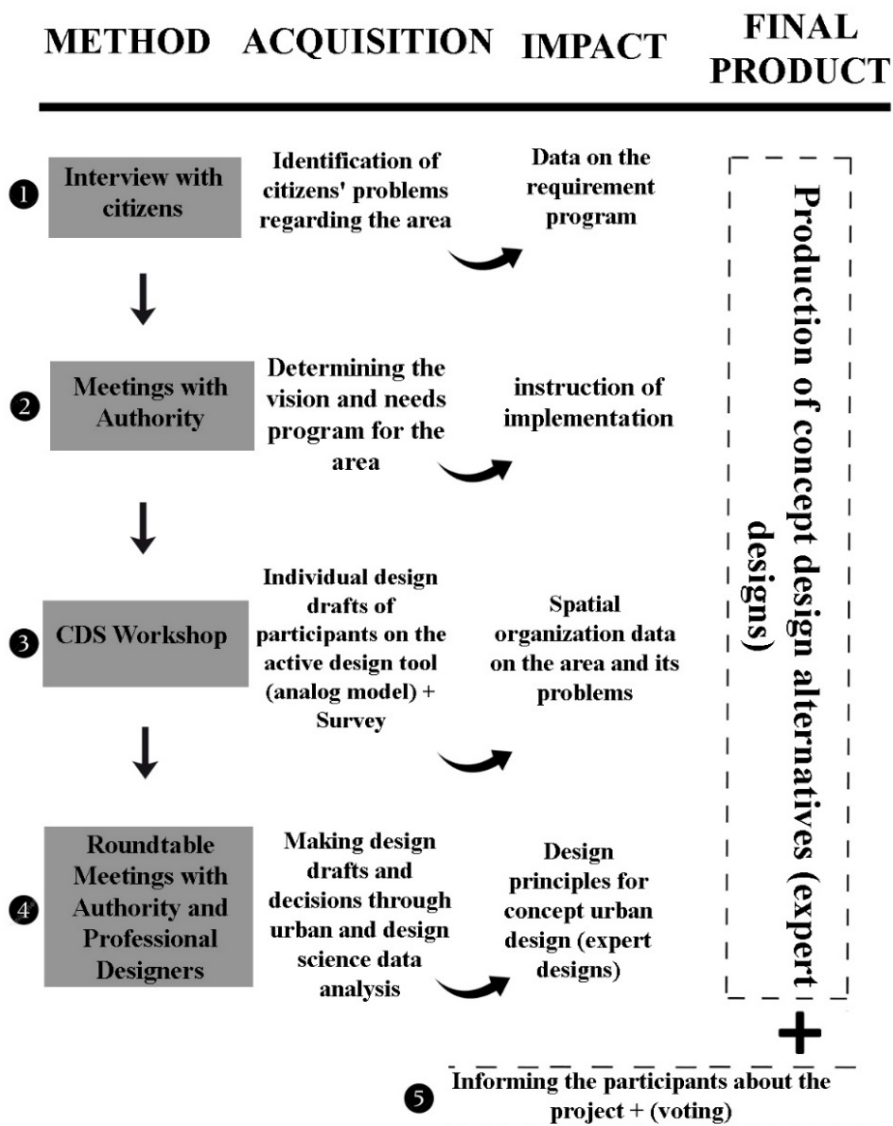 METHOD
ACQUISITION
IMPACT
FINAL
PRODUCT
1
Interview with
citizens
Identification of
citizens' problems
regarding the area
Data on the
requirement
program
2
Meetings with
Authority
Determining the
vision and needs
program for the
area
instruction of
implementation
3
CDS Workshop
Individual design
drafts of
participants on the
active design tool
(analog model) +
Survey
Spatial
organization data
on the area and its
problems
4
Roundtable
Meetings with
Authority and
Professional
Designers
Making design
drafts and
decisions through
urban and design
science data
analysis
Design
principles for
concept urban
design (expert
designs)
Production of concept design alternatives (expert
designs)
+
5
Informing the participants about the
project + (voting)